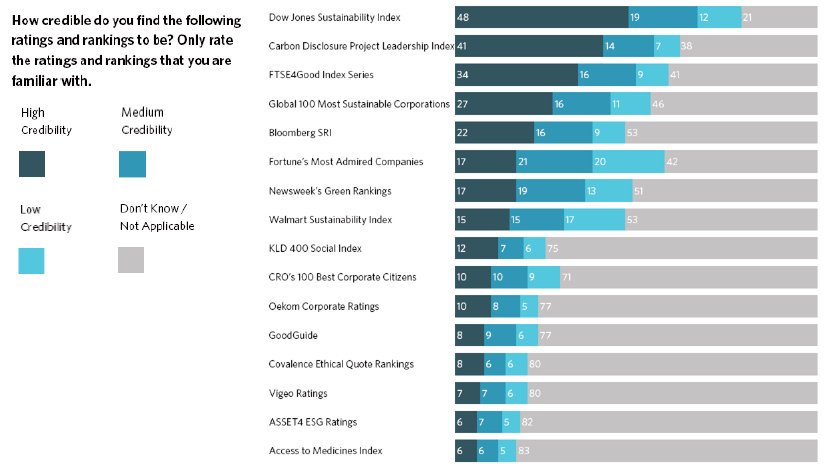 How credible do you find the following
ratings and rankings to be? Only rate
the ratings and rankings that you are
familiar with.
High
Credibility
Medium
Credibility
Low
Credibility
Don't Know /
Not Applicable
Dow Jones Sustainability Index 48 19 12 21
Carbon Disclosure Project Leadership Index 41 14 7 38
FTSE4Good Index Series 34 16 9 41
Global 100 Most Sustainable Corporations 27 16 11 46
Bloomberg SRI 22 16 9 53
Fortune's Most Admired Companies 17 21 20 42
Newsweek's Green Rankings 17 19 13 51
Walmart Sustainability Index 15 15 17 53
KLD 400 Social Index 12 7 6 75
CRO's 100 Best Corporate Citizens 10 10 9 71
Oekom Corporate Ratings 10 8 5 77
GoodGuide 8 9 6 77
Covalence Ethical Quote Rankings 8 6 6 80
Vigeo Ratings 7 7 6 80
ASSET4 ESG Ratings 6 7 5 82
Access to Medicines Index 6 6 5 83